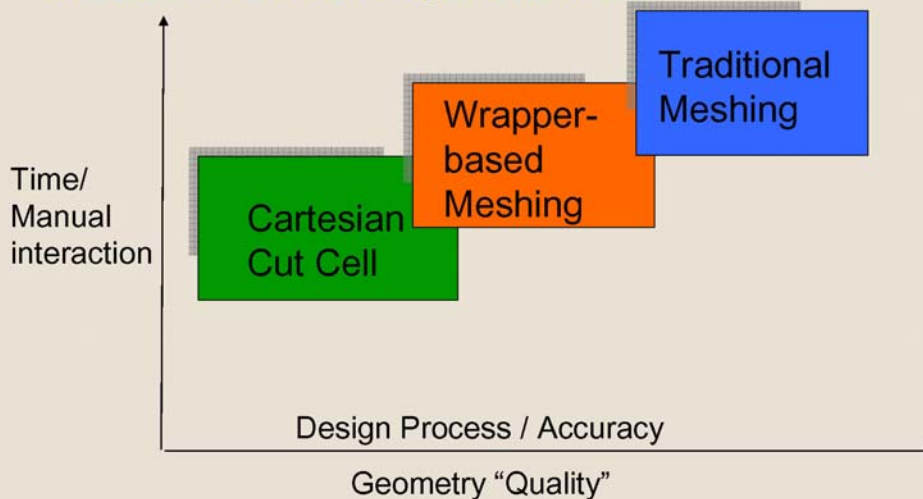 Traditional
Meshing
Wrapper-
based
Meshing
Cartesian
Cut Cell
Time/
Manual
interaction
Design Process / Accuracy
Geometry “Quality”